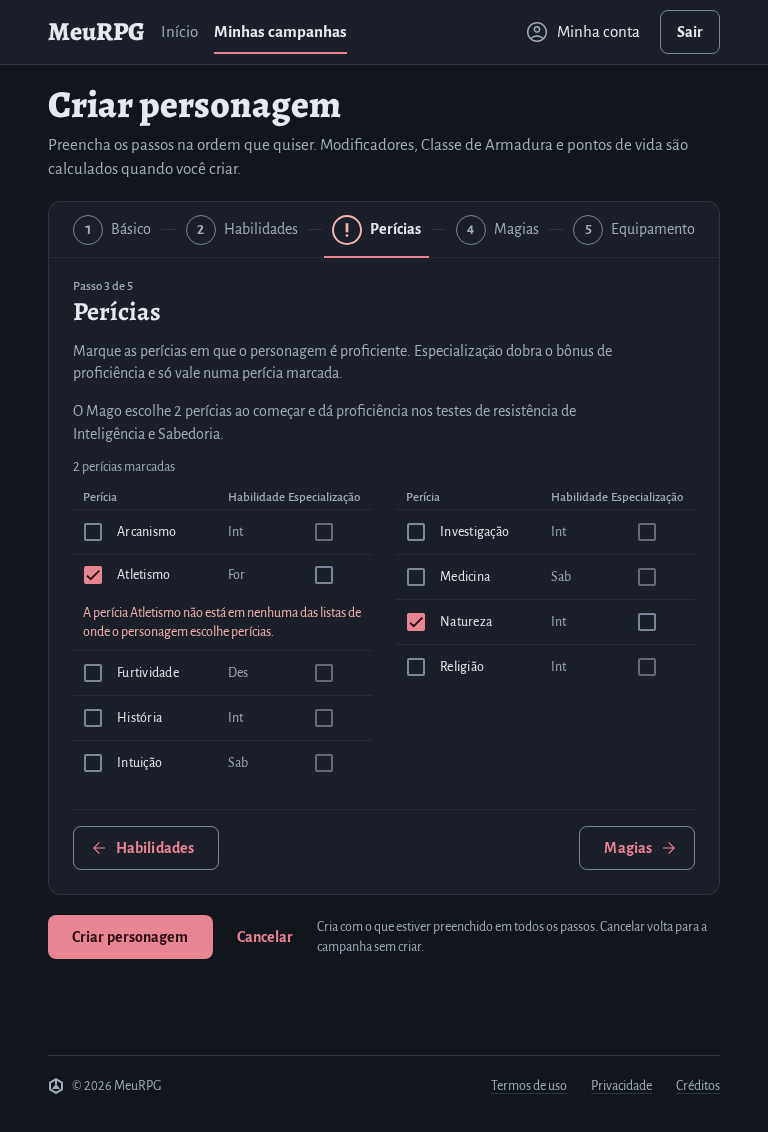 MeuRPG Início Minhas campanhas Minha conta Sair
Criar personagem
Preencha os passos na ordem que quiser. Modificadores, Classe de Armadura e pontos de vida são
calculados quando você criar.
1 Básico 2 Habilidades ! Perícias 4 Magias 5 Equipamento
Passo 3 de 5
Perícias
Marque as perícias em que o personagem é proficiente. Especialização dobra o bônus de
proficiência e só vale numa perícia marcada.
O Mago escolhe 2 perícias ao começar e dá proficiência nos testes de resistência de
Inteligência e Sabedoria.
2 perícias marcadas
Perícia Habilidade Especialização
Arcanismo Int
Atletismo For
A perícia Atletismo não está em nenhuma das listas de
onde o personagem escolhe perícias.
Furtividade Des
História Int
Intuição Sab
Perícia Habilidade Especialização
Investigação Int
Medicina Sab
Natureza Int
Religião Int
← Habilidades
Magias →
Criar personagem
Cancelar
Cria com o que estiver preenchido em todos os passos. Cancelar volta para a
campanha sem criar.
© 2026 MeuRPG
Termos de uso Privacidade Créditos